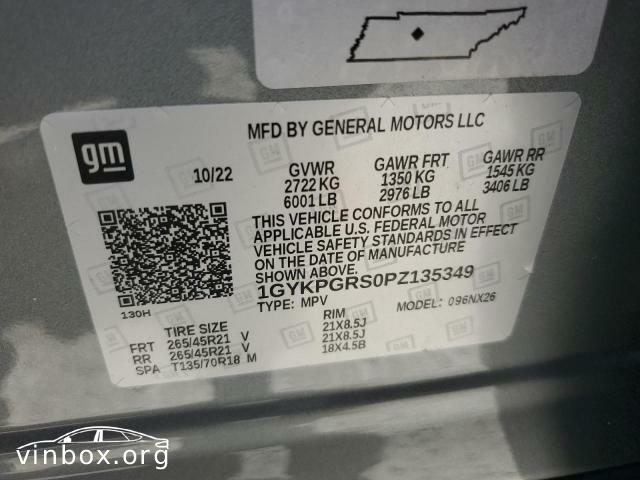 gm
MFD BY GENERAL MOTORS LLC
10/22
GVWR
2722 KG
6001 LB
GAWR FRT
1350 KG
2976 LB
GAWR RR
1545 KG
3406 LB
THIS VEHICLE CONFORMS TO ALL
APPLICABLE U.S. FEDERAL MOTOR
VEHICLE SAFETY STANDARDS IN EFFECT
ON THE DATE OF MANUFACTURE
SHOWN ABOVE.
1GYKPGRS0PZ135349
TYPE: MPV
MODEL: 096NX26
130H
TIRE SIZE RIM
FRT 265/45R21 V 21X8.5J
RR 265/45R21 V 21X8.5J
SPA T135/70R18 M 18X4.5B
vinbox.org